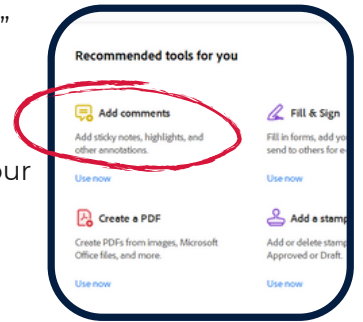 ”
Recommended tools for you
Add comments
Add sticky notes, highlights, and
other annotations.
Use now
Fill & Sign
Fill in forms, add
send to others for
Use now
our
Create a PDF
Create PDFs from images, Microsoft
Office files, and more.
Use now
Add a stamp
Add or delete
Approved or Draft.
Use now